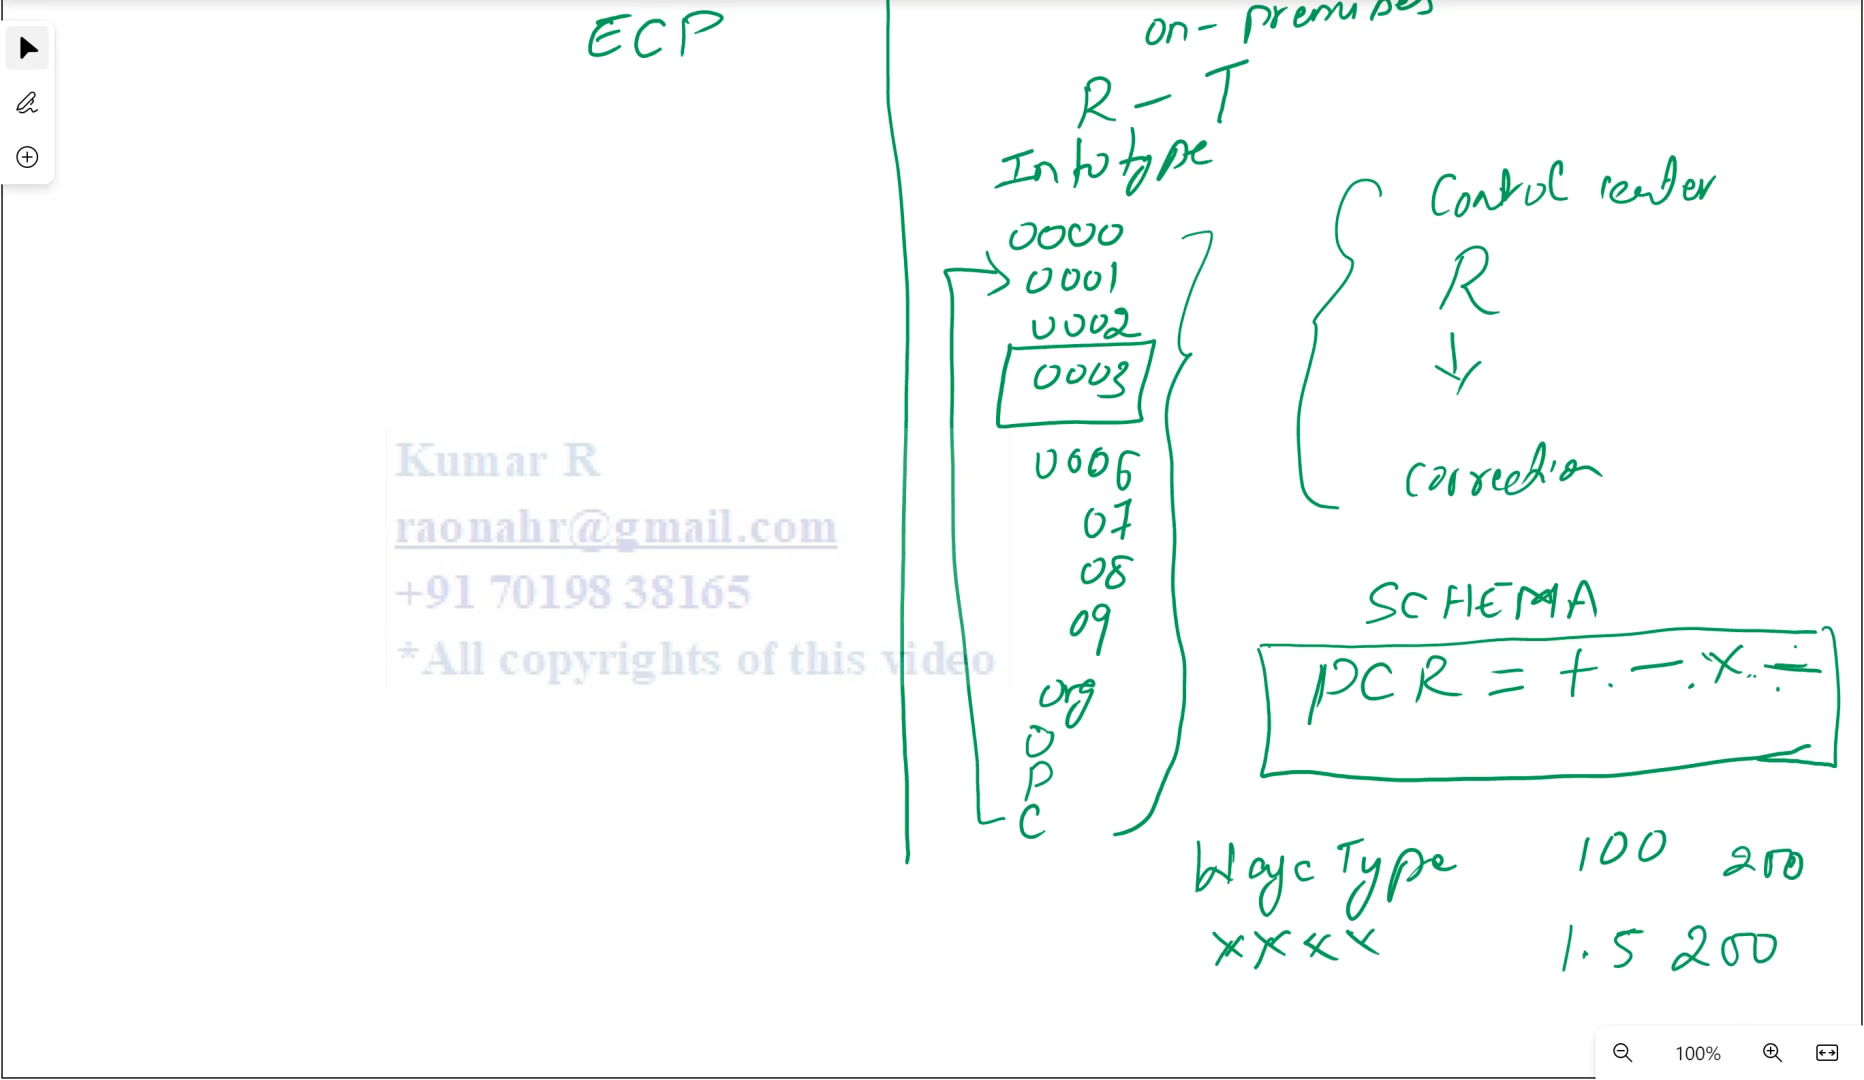 ECP
on-premises
R-T
Infotype
0000
0001
0002
0003
0006
07
08
09
org
O
P
C
Control center
R
correction
SCHEMA
PCR = + - × ÷
Wage Type 100 200
xxxx 1.5 200
Kumar R
raonahr@gmail.com
+91 70198 38165
*All copyrights of this video
100%